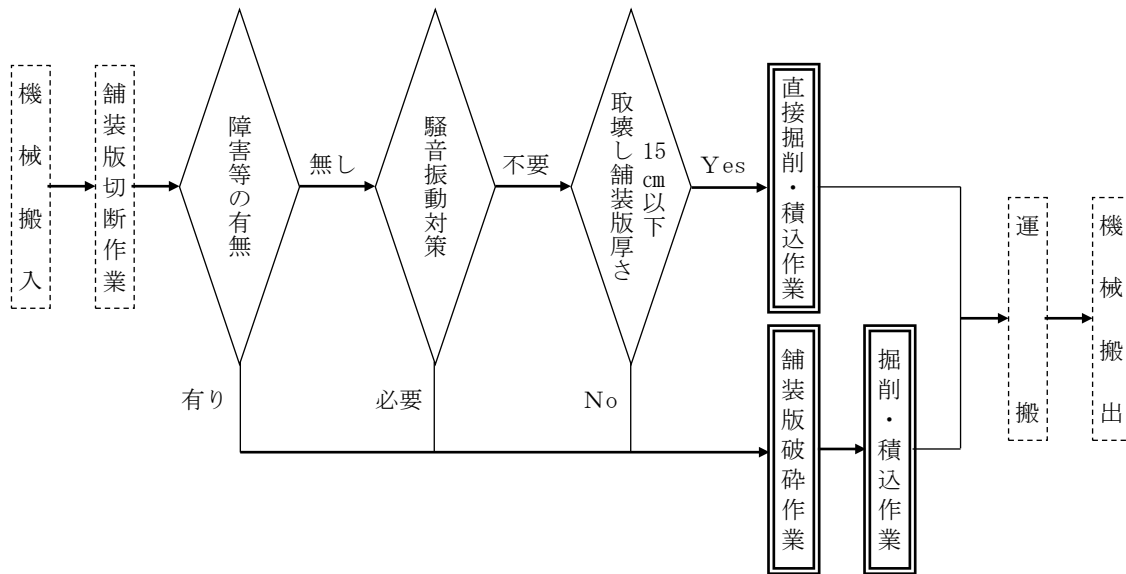 機械搬入
舗装版切断作業
障害等の有無
無し
騒音振動対策
不要
取壊し舗装版厚さ
15cm以下
Yes
直接掘削・積込作業
運搬
機械搬出
有り
必要
No
舗装版破砕作業
掘削・積込作業